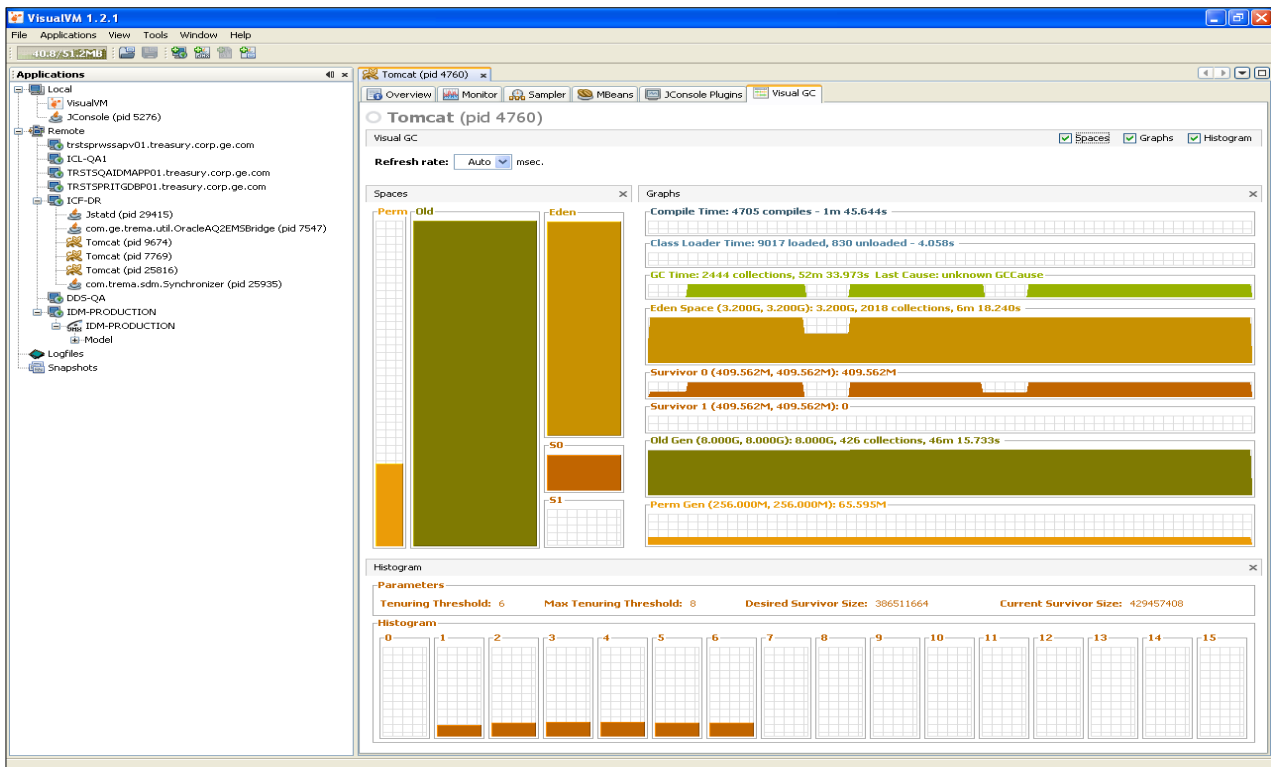 VisualVM 1.2.1
File Applications View Tools Window Help
40.8/51.2MB
Applications
Local
VisualVM
JConsole (pid 5276)
Remote
trstsprwssapv01.treasury.corp.ge.com
ICL-QA1
TRSTSQAIDMAPP01.treasury.corp.ge.com
TRSTSPRITGDBP01.treasury.corp.ge.com
ICF-DR
Jstatd (pid 29415)
com.ge.trema.util.OracleAQ2EMSBridge (pid 7547)
Tomcat (pid 9674)
Tomcat (pid 7769)
Tomcat (pid 25816)
com.trema.sdm.Synchronizer (pid 25935)
DDS-QA
IDM-PRODUCTION
IDM-PRODUCTION
Model
Logfiles
Snapshots
Tomcat (pid 4760)
Overview Monitor Sampler MBeans JConsole Plugins Visual GC
Tomcat (pid 4760)
Visual GC Spaces Graphs Histogram
Refresh rate: Auto msec.
Spaces
Perm Old Eden
S0
S1
Graphs
Compile Time: 4705 compiles - 1m 45.644s
Class Loader Time: 9017 loaded, 830 unloaded - 4.058s
GC Time: 2444 collections, 52m 33.973s Last Cause: unknown GCCause
Eden Space (3.200G, 3.200G): 3.200G, 2018 collections, 6m 18.240s
Survivor 0 (409.562M, 409.562M): 409.562M
Survivor 1 (409.562M, 409.562M): 0
Old Gen (8.000G, 8.000G): 8.000G, 426 collections, 46m 15.733s
Perm Gen (256.000M, 256.000M): 65.595M
Histogram
Parameters
Tenuring Threshold: 6 Max Tenuring Threshold: 8 Desired Survivor Size: 386511664 Current Survivor Size: 429457408
Histogram
0 1 2 3 4 5 6 7 8 9 10 11 12 13 14 15